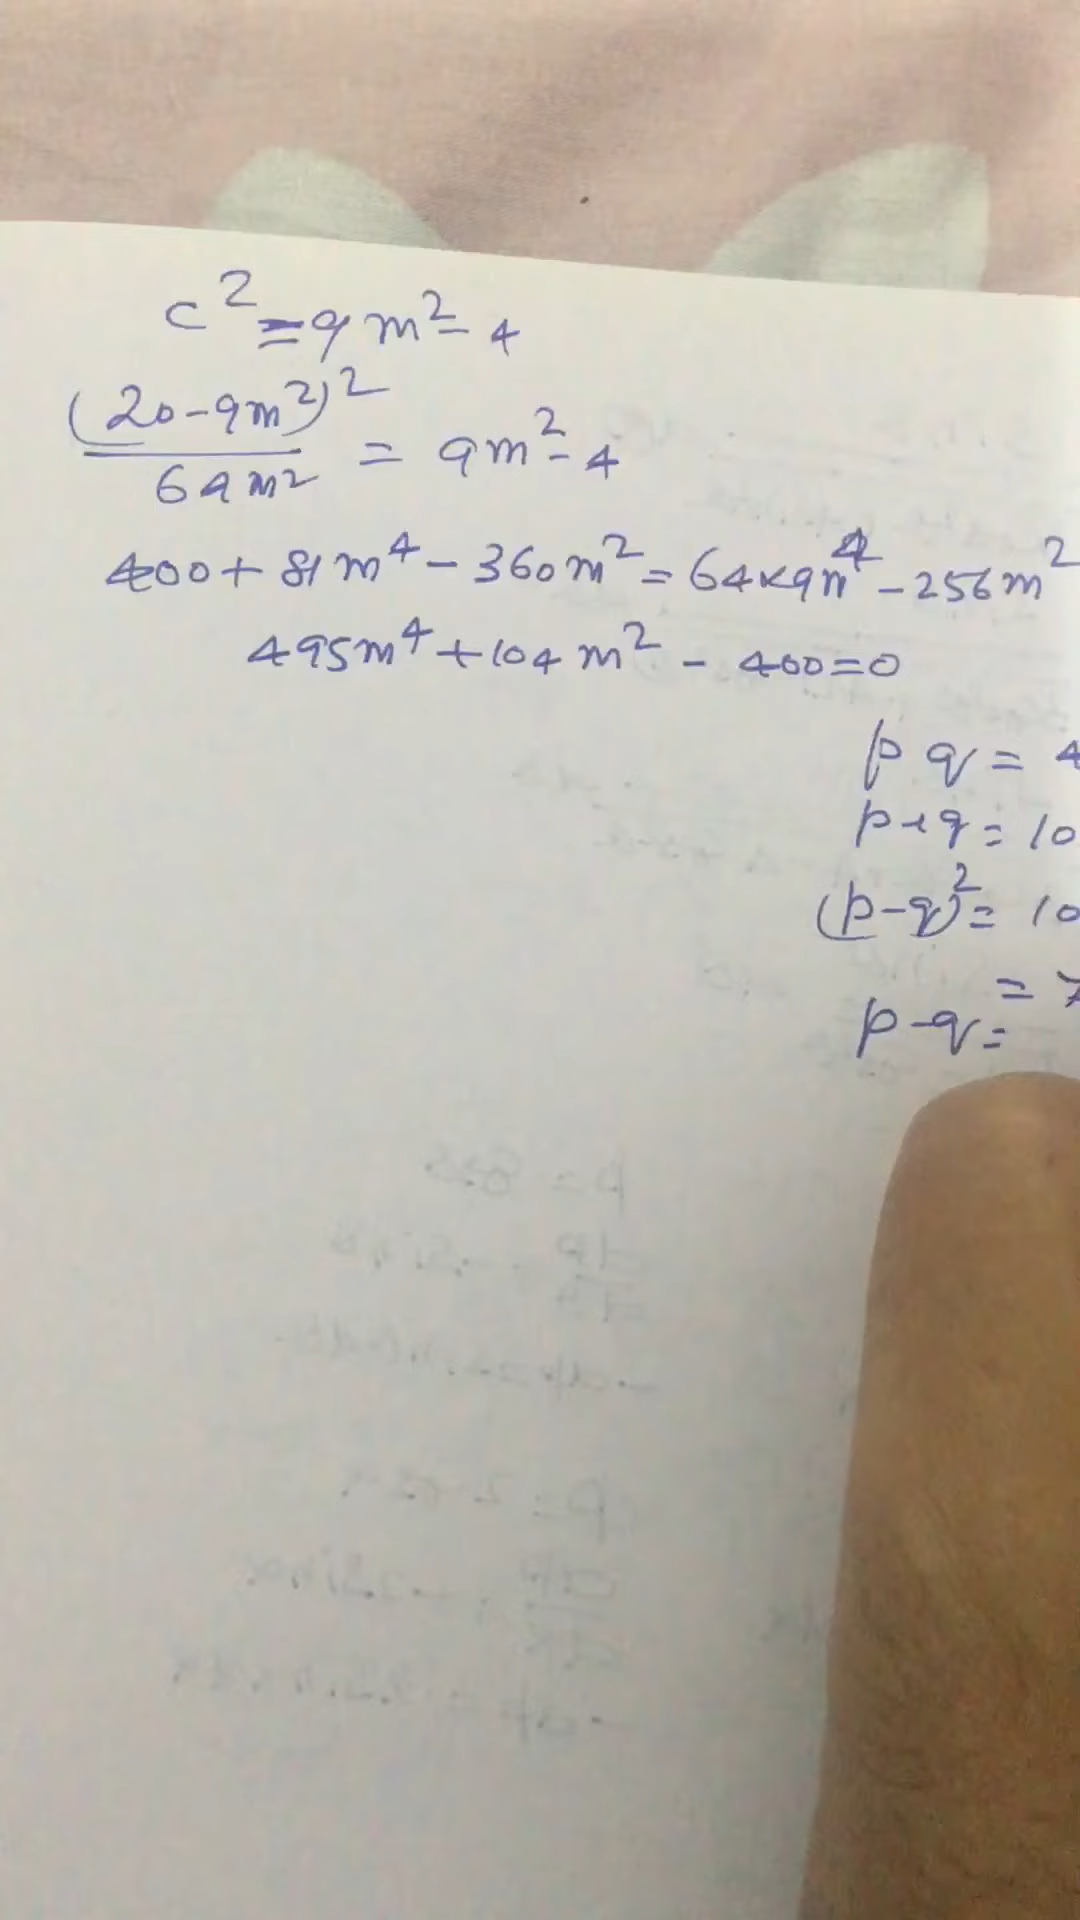 c² = 9m² - 4
(20-9m²)² / 64m² = 9m² - 4
400 + 81m⁴ - 360m² = 64×9m⁴ - 256m²
495m⁴ + 104m² - 400 = 0
pq = 4
p+q = 10
(p-q)² = 10
= 7
p-q =